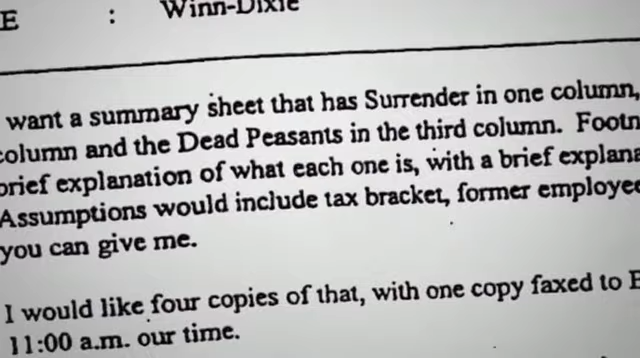 E : Winn-Dixie
want a summary sheet that has Surrender in one column,
column and the Dead Peasants in the third column. Footn
brief explanation of what each one is, with a brief explana
Assumptions would include tax bracket, former employee
you can give me.
I would like four copies of that, with one copy faxed to
11:00 a.m. our time.